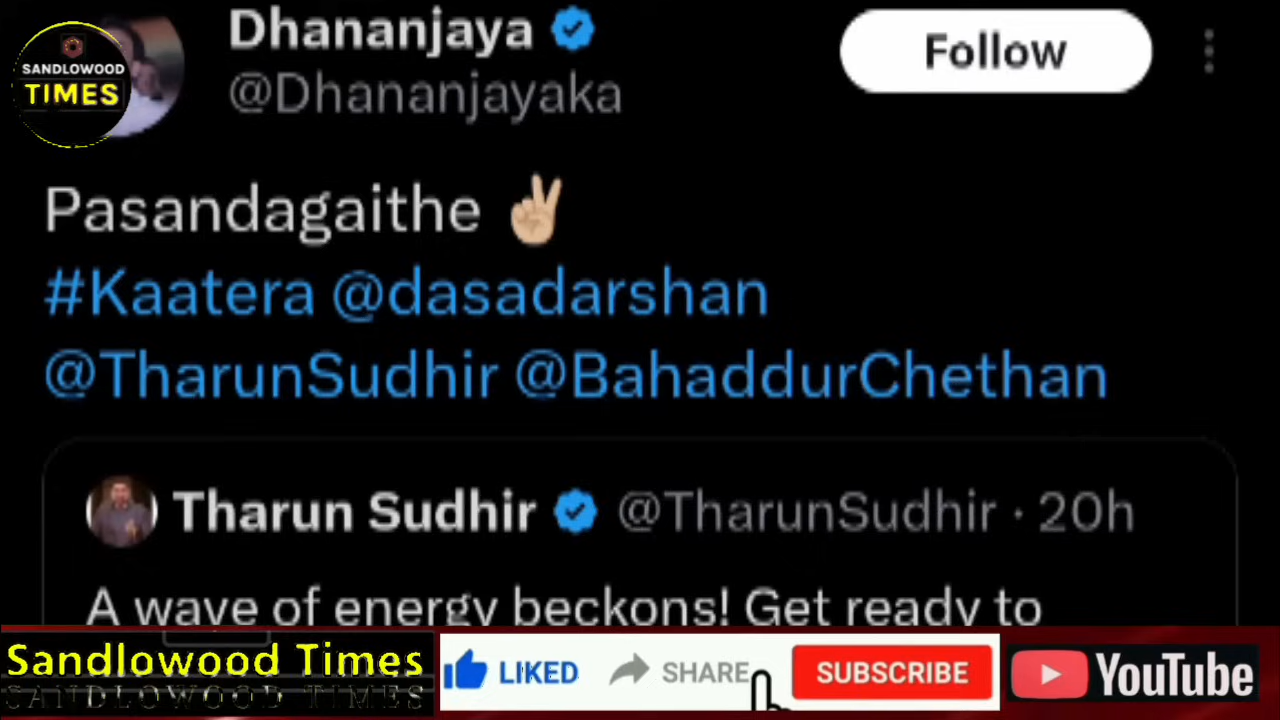 Dhananjaya
Follow
SANDLOWOOD
TIMES
@Dhananjayaka
Pasandagaithe ✌🏼
#Kaatera @dasadarshan
@TharunSudhir @BahaddurChethan
Tharun Sudhir @TharunSudhir · 20h
A wave of energy beckons! Get ready to
Sandlowood Times
SANDLOWOOD TIMES
LIKED
SHARE
SUBSCRIBE
YouTube